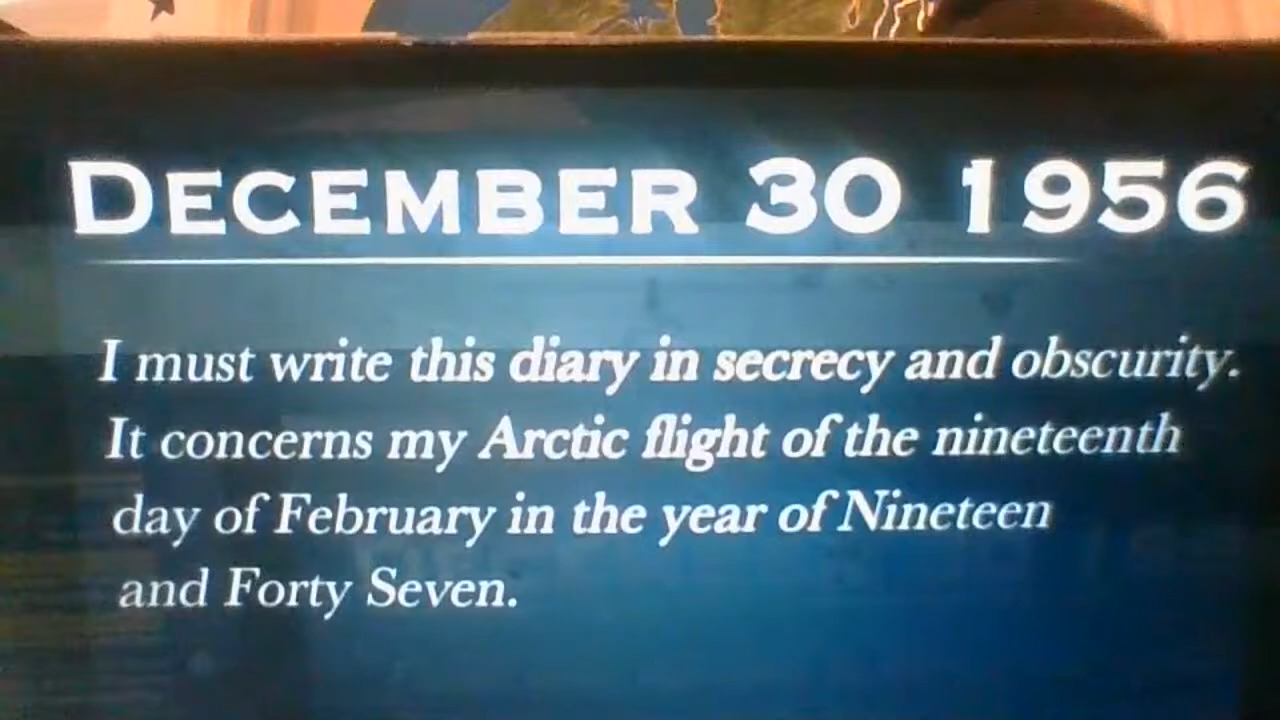 DECEMBER 30 1956
I must write this diary in secrecy and obscurity.
It concerns my Arctic flight of the nineteenth
day of February in the year of Nineteen
and Forty Seven.